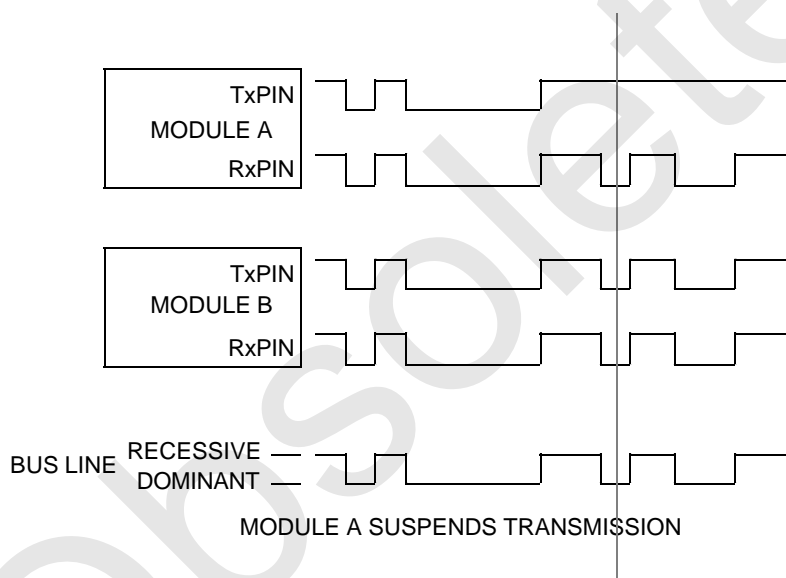 TxPIN
MODULE A
RxPIN
TxPIN
MODULE B
RxPIN
BUS LINE RECESSIVE
DOMINANT
MODULE A SUSPENDS TRANSMISSION
Obsolete